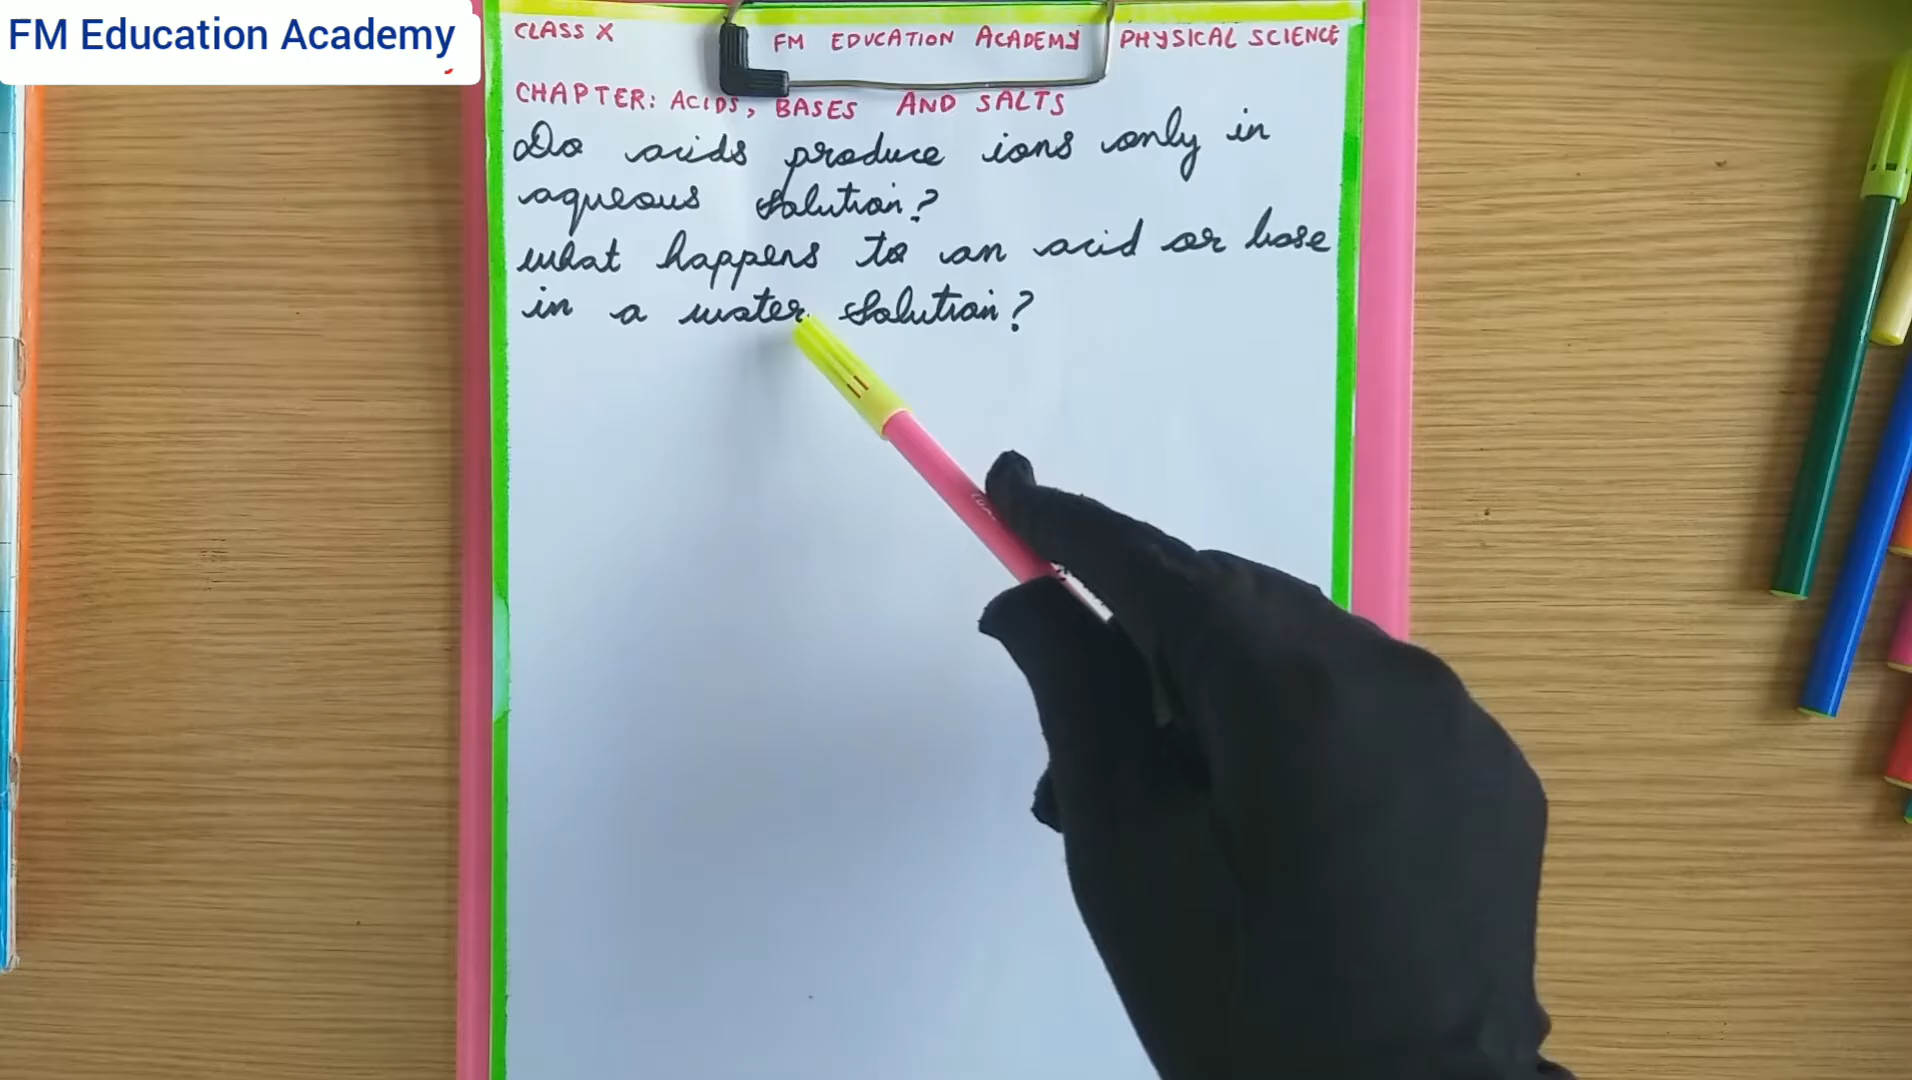 FM Education Academy
CLASS X FM EDUCATION ACADEMY PHYSICAL SCIENCE
CHAPTER: ACIDS, BASES AND SALTS
Do acids produce ions only in
aqueous solution?
what happens to an acid or base
in a water solution?